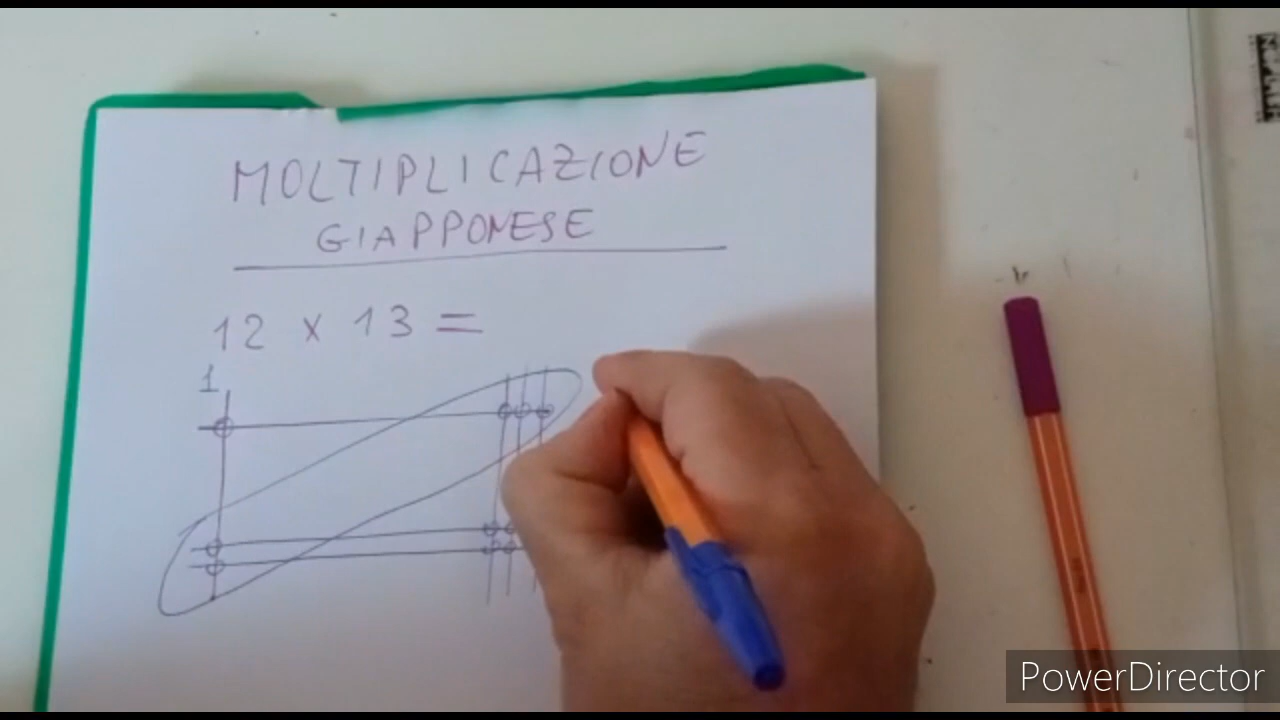 MOLTIPLICAZIONE
GIAPPONESE
12 x 13 =
1
PowerDirector